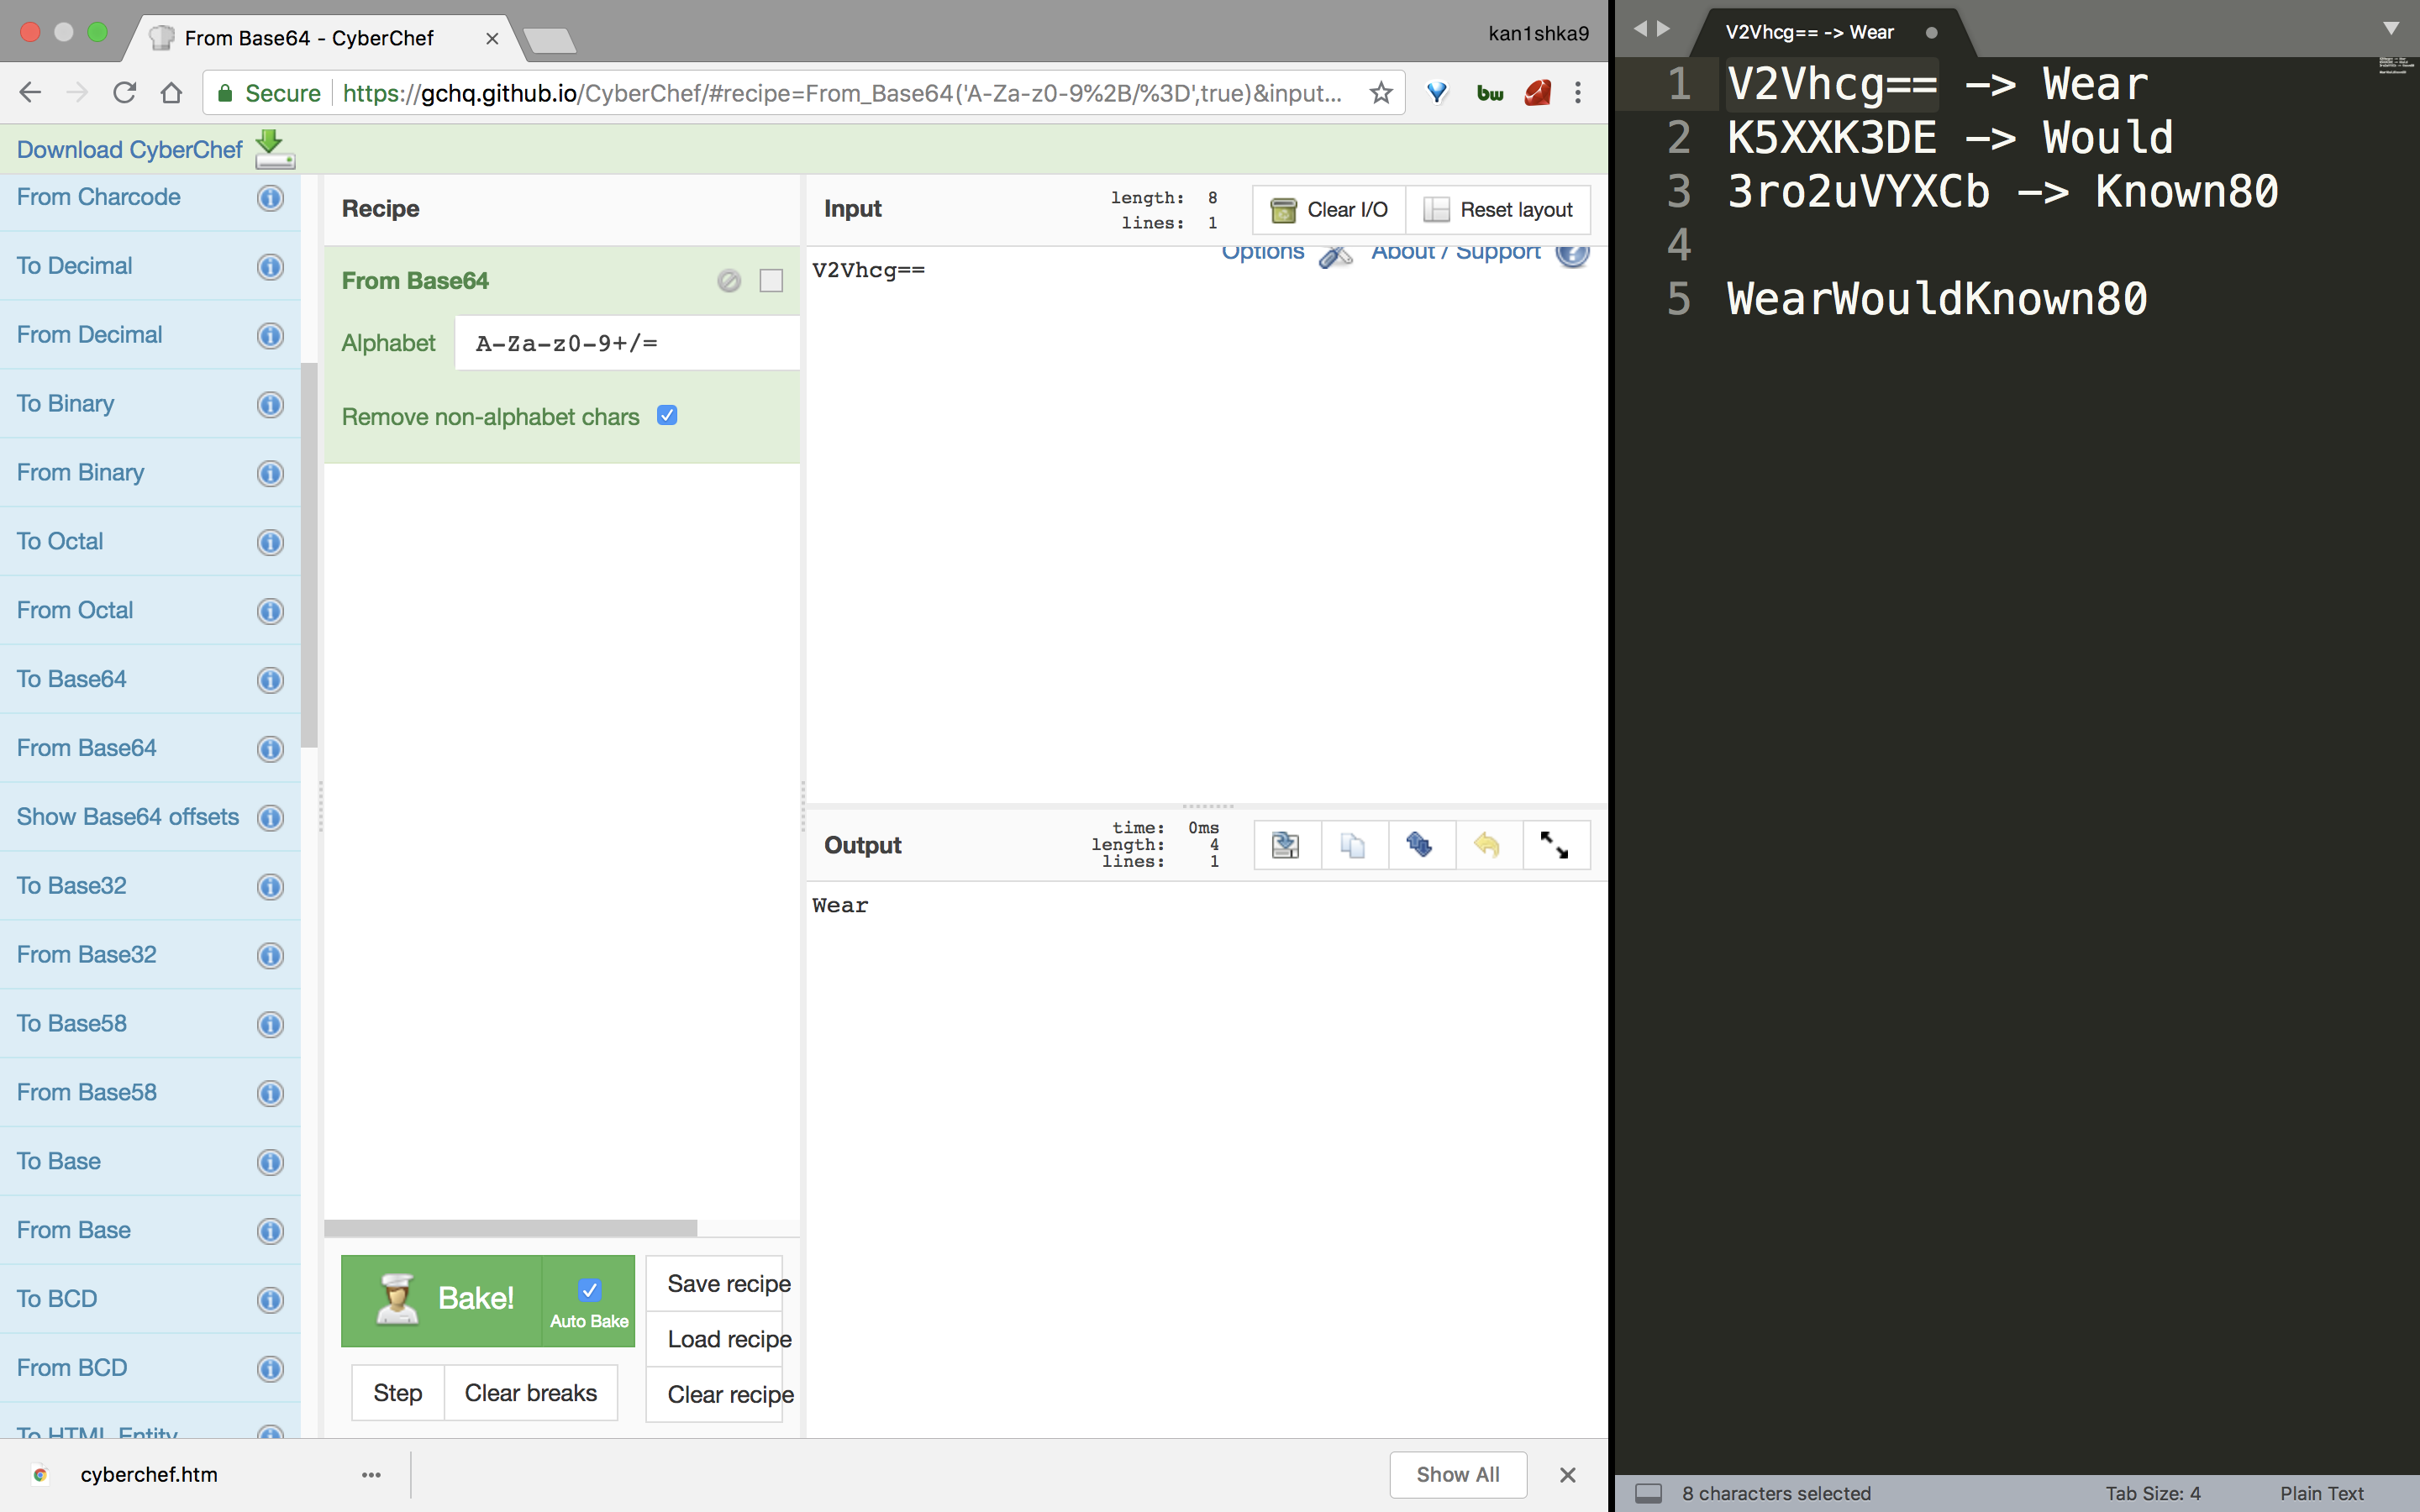 From Base64 - CyberChef
kan1shka9
Secure https://gchq.github.io/CyberChef/#recipe=From_Base64('A-Za-z0-9%2B/%3D',true)&input...
bw
Download CyberChef
From Charcode
To Decimal
From Decimal
To Binary
From Binary
To Octal
From Octal
To Base64
From Base64
Show Base64 offsets
To Base32
From Base32
To Base58
From Base58
To Base
From Base
To BCD
From BCD
To HTML Entity
Recipe
From Base64
Alphabet A-Za-z0-9+/=
Remove non-alphabet chars
Bake!
Auto Bake
Step
Clear breaks
Save recipe
Load recipe
Clear recipe
Input
length: 8
lines: 1
Clear I/O
Reset layout
Options About / Support
V2Vhcg==
Output
time: 0ms
length: 4
lines: 1
Wear
cyberchef.htm
Show All
V2Vhcg== -> Wear
1 V2Vhcg== -> Wear
2 K5XXK3DE -> Would
3 3ro2uVYXCb -> Known80
4
5 WearWouldKnown80
8 characters selected
Tab Size: 4
Plain Text